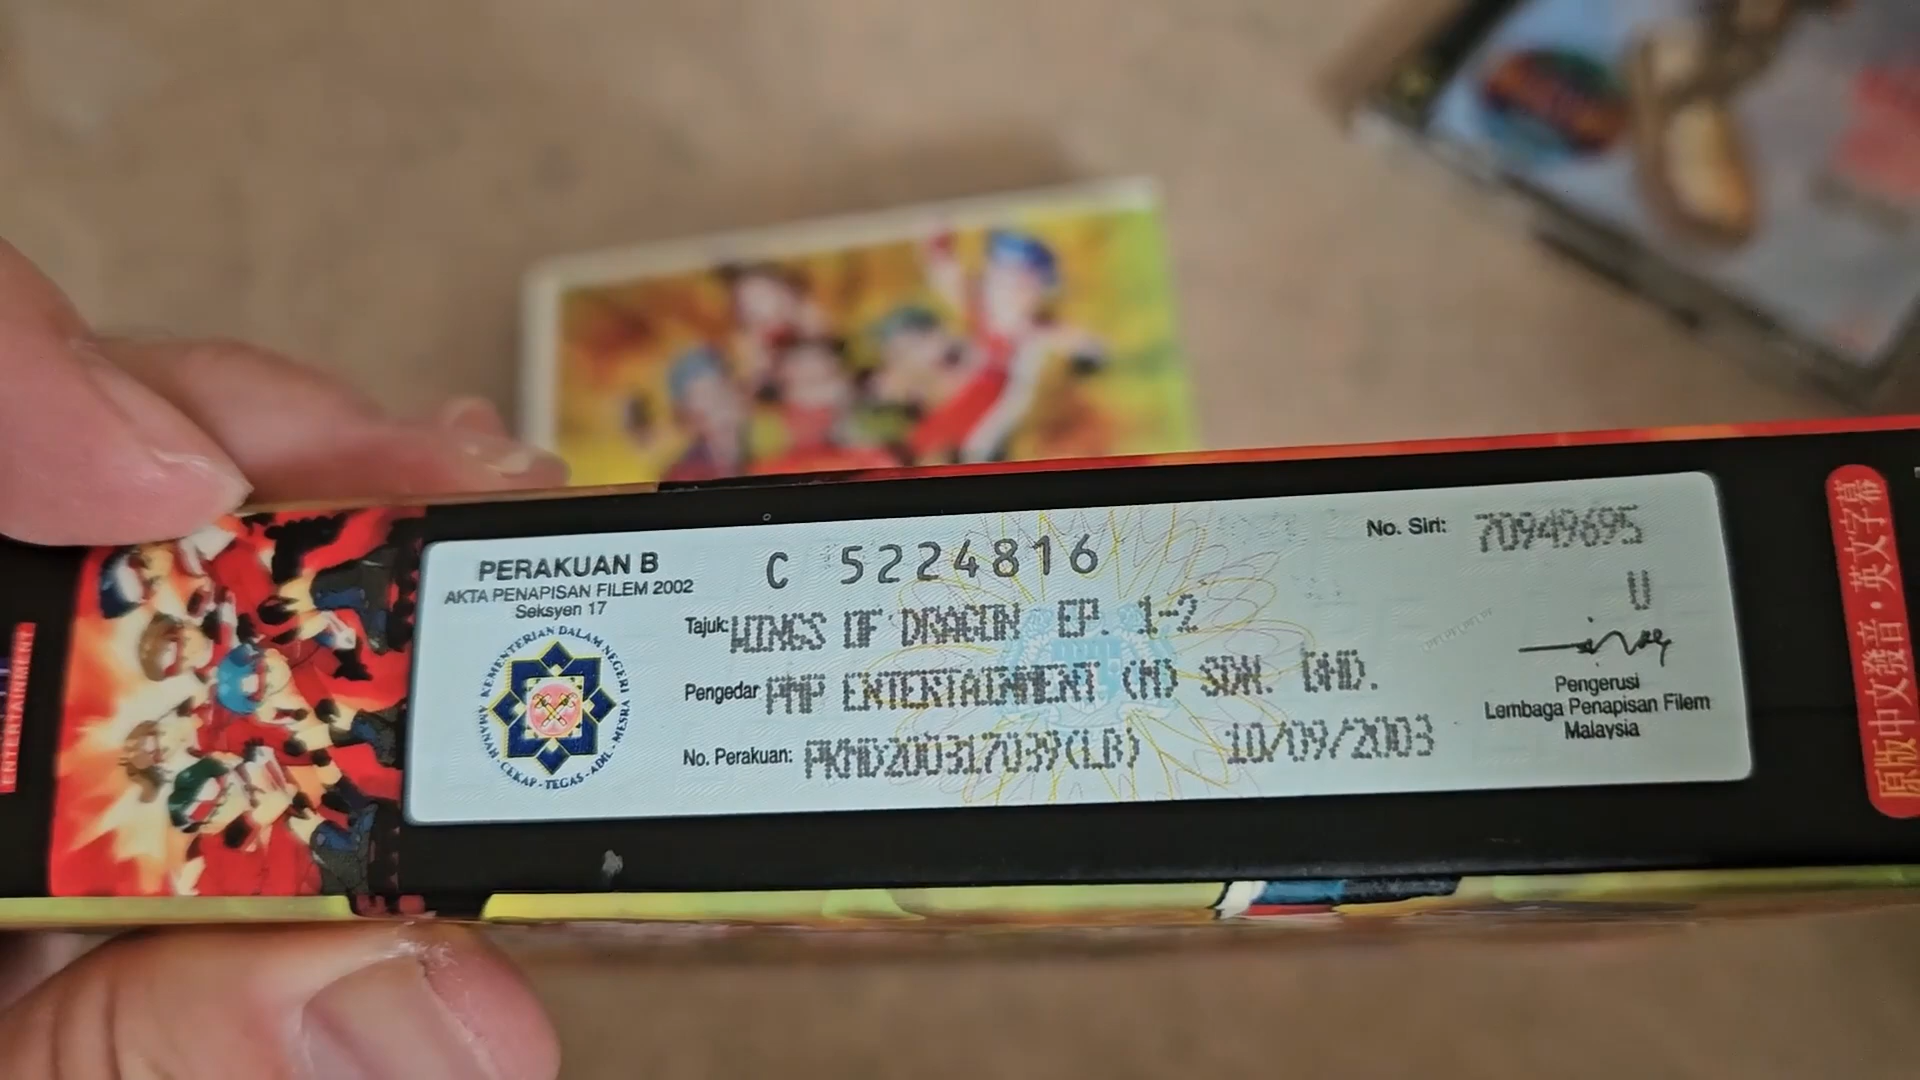 PERAKUAN B
AKTA PENAPISAN FILEM 2002
Seksyen 17
KEMENTERIAN DALAM NEGERI
AMANAH - CEKAP - TEGAS - ADIL - MESRA
C 5224816
No. Siri: 70949695
U
Tajuk: WINGS OF DRAGON EP. 1-2
Pengedar PMP ENTERTAINMENT (M) SDN. BHD.
No. Perakuan: PKMD200317039(LB) 10/09/2003
Pengerusi
Lembaga Penapisan Filem
Malaysia
原版中文發音·英文字幕
ENTERTAINMENT